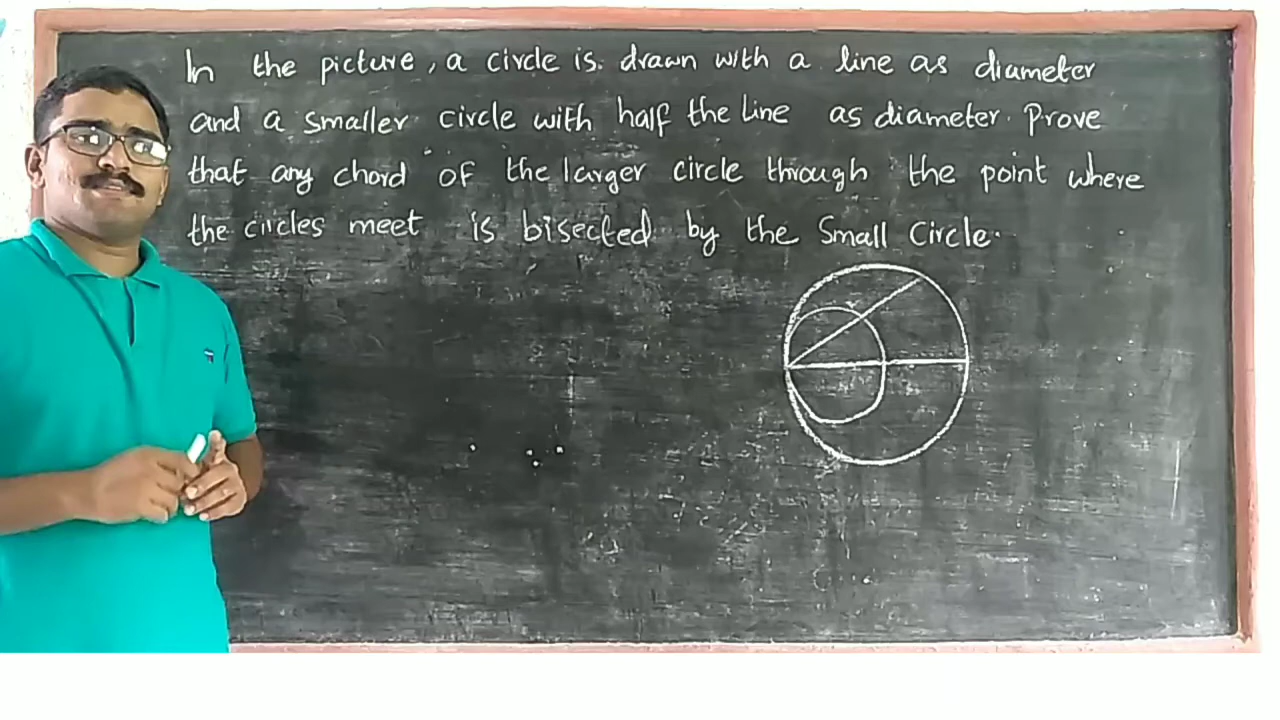 In the picture, a circle is drawn with a line as diameter
and a smaller circle with half the line as diameter. Prove
that any chord of the larger circle through the point where
the circles meet is bisected by the Small Circle.